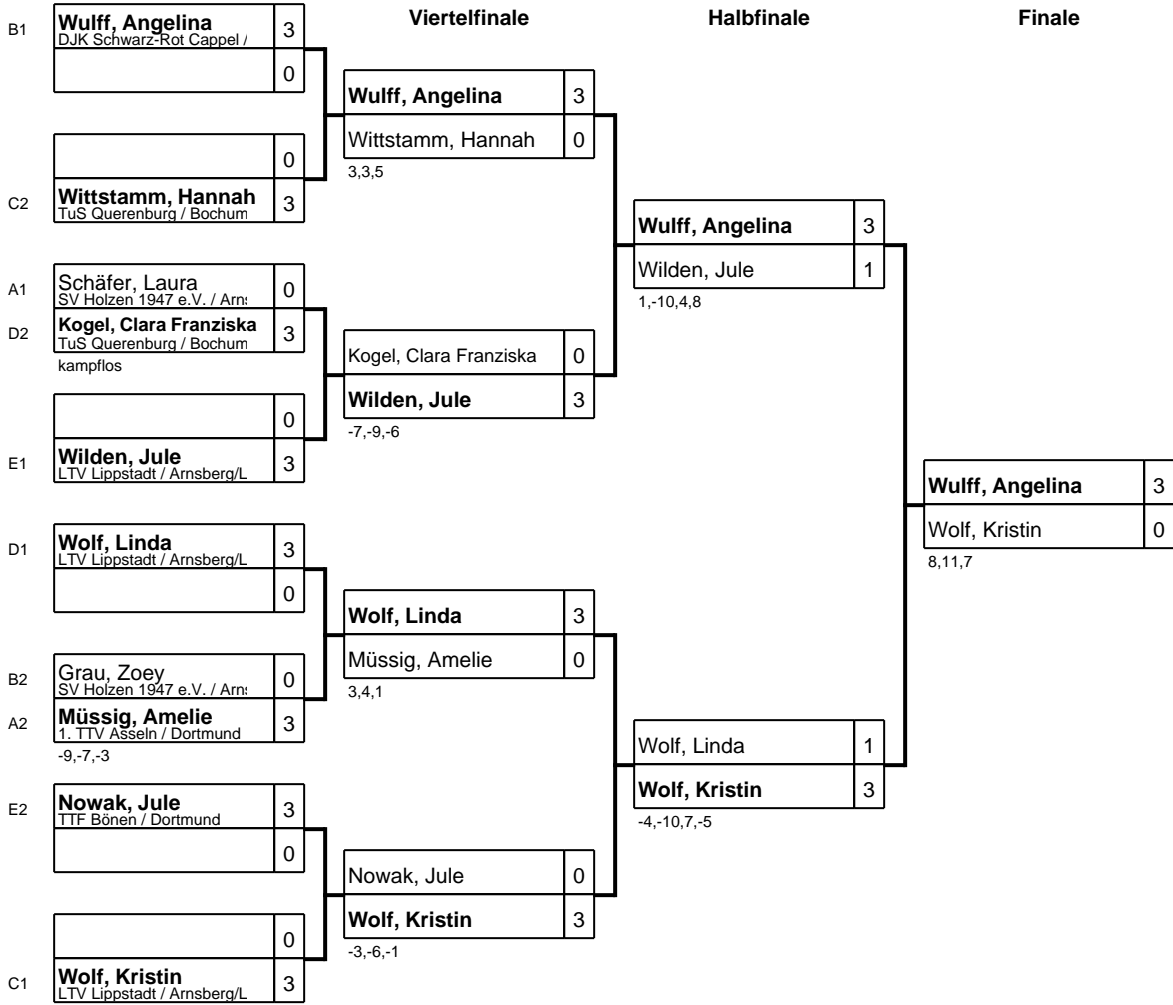 Viertelfinale Halbfinale Finale
B1 Wulff, Angelina 3
DJK Schwarz-Rot Cappel /
0
0
C2 Wittstamm, Hannah 3
TuS Querenburg / Bochum
A1 Schäfer, Laura 0
SV Holzen 1947 e.V. / Arns
D2 Kogel, Clara Franziska 3
TuS Querenburg / Bochum
kampflos
0
E1 Wilden, Jule 3
LTV Lippstadt / Arnsberg/L
D1 Wolf, Linda 3
LTV Lippstadt / Arnsberg/L
0
B2 Grau, Zoey 0
SV Holzen 1947 e.V. / Arns
A2 Müssig, Amelie 3
1. TTV Asseln / Dortmund
-9,-7,-3
E2 Nowak, Jule 3
TTF Bönen / Dortmund
0
0
C1 Wolf, Kristin 3
LTV Lippstadt / Arnsberg/L
Wulff, Angelina 3
Wittstamm, Hannah 0
3,3,5
Kogel, Clara Franziska 0
Wilden, Jule 3
-7,-9,-6
Wolf, Linda 3
Müssig, Amelie 0
3,4,1
Nowak, Jule 0
Wolf, Kristin 3
-3,-6,-1
Wulff, Angelina 3
Wilden, Jule 1
1,-10,4,8
Wolf, Linda 1
Wolf, Kristin 3
-4,-10,7,-5
Wulff, Angelina 3
Wolf, Kristin 0
8,11,7